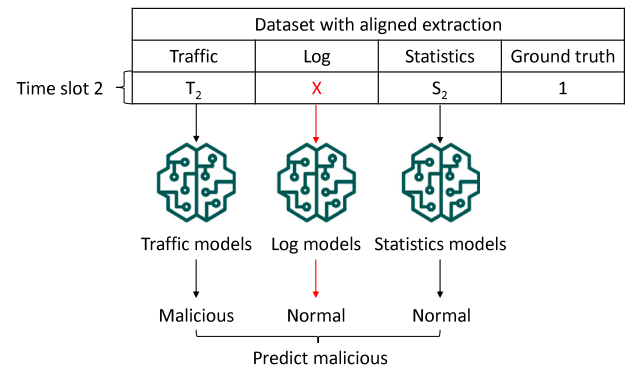 Dataset with aligned extraction
Traffic Log Statistics Ground truth
Time slot 2 T2 X S2 1
Traffic models Log models Statistics models
Malicious Normal Normal
Predict malicious